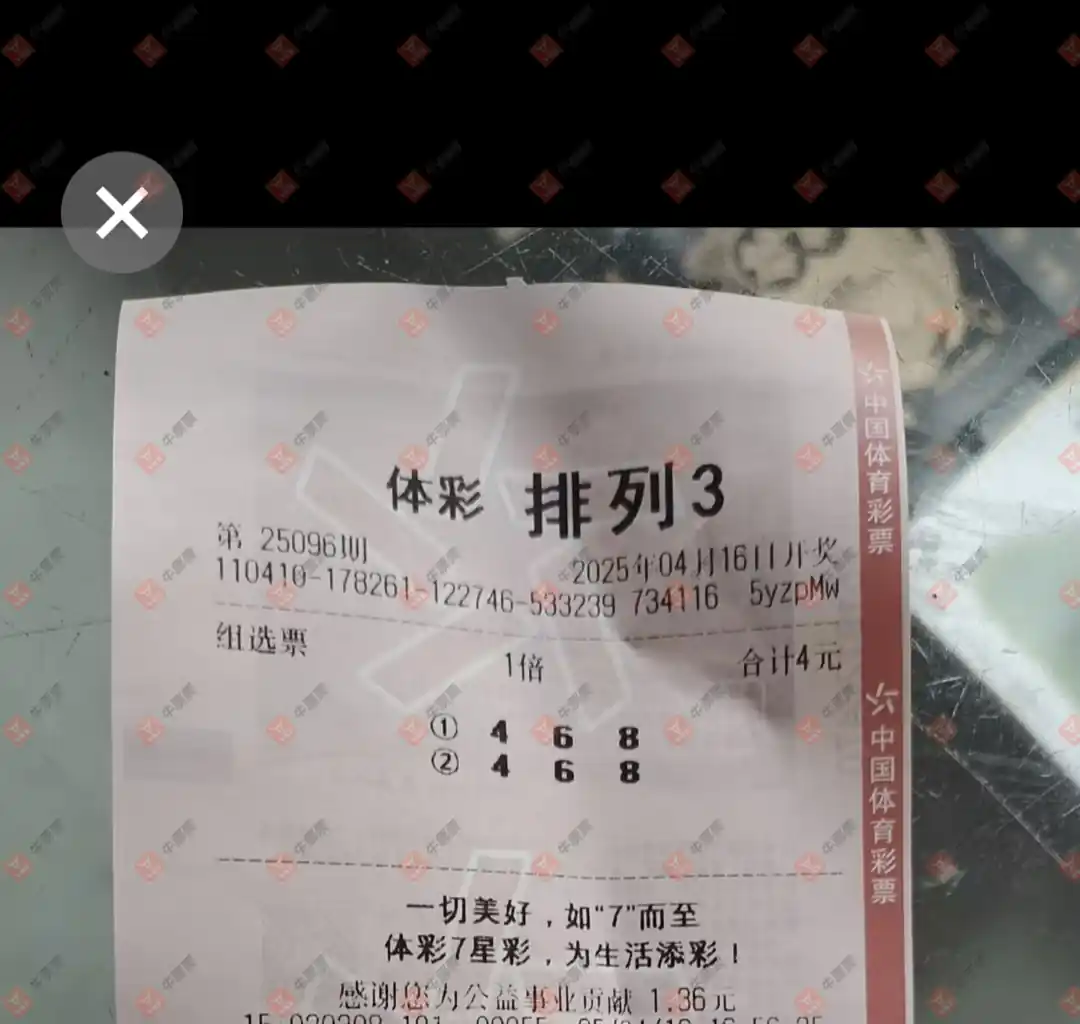 体彩 排列3
第 25096期 2025年04月16日开奖
110410-178261-122746-533239 734116 5yzpMw
组选票 1倍 合计4元
① 4 6 8
② 4 6 8
一切美好，如“7”而至
体彩7星彩，为生活添彩！
感谢您为公益事业贡献 1.36元
中国体育彩票
中国体育彩票